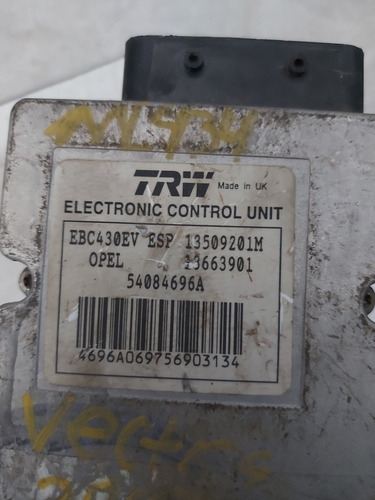 TRW Made in UK
ELECTRONIC CONTROL UNIT
EBC430EV ESP 13509201M
OPEL 13663901
54084696A
4696A069756903134
Vectra